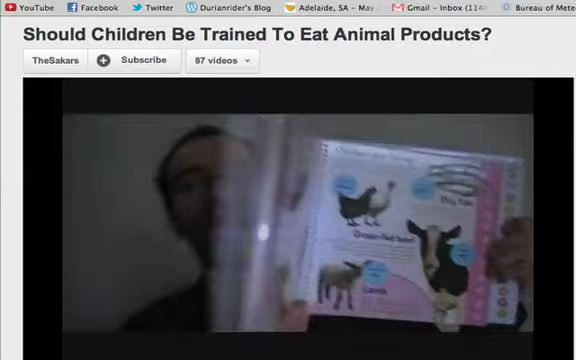 YouTube Facebook Twitter Durianrider's Blog Adelaide, SA - May Gmail - Inbox (114 Bureau of Mete
Should Children Be Trained To Eat Animal Products?
TheSakars + Subscribe 87 videos
Lamb